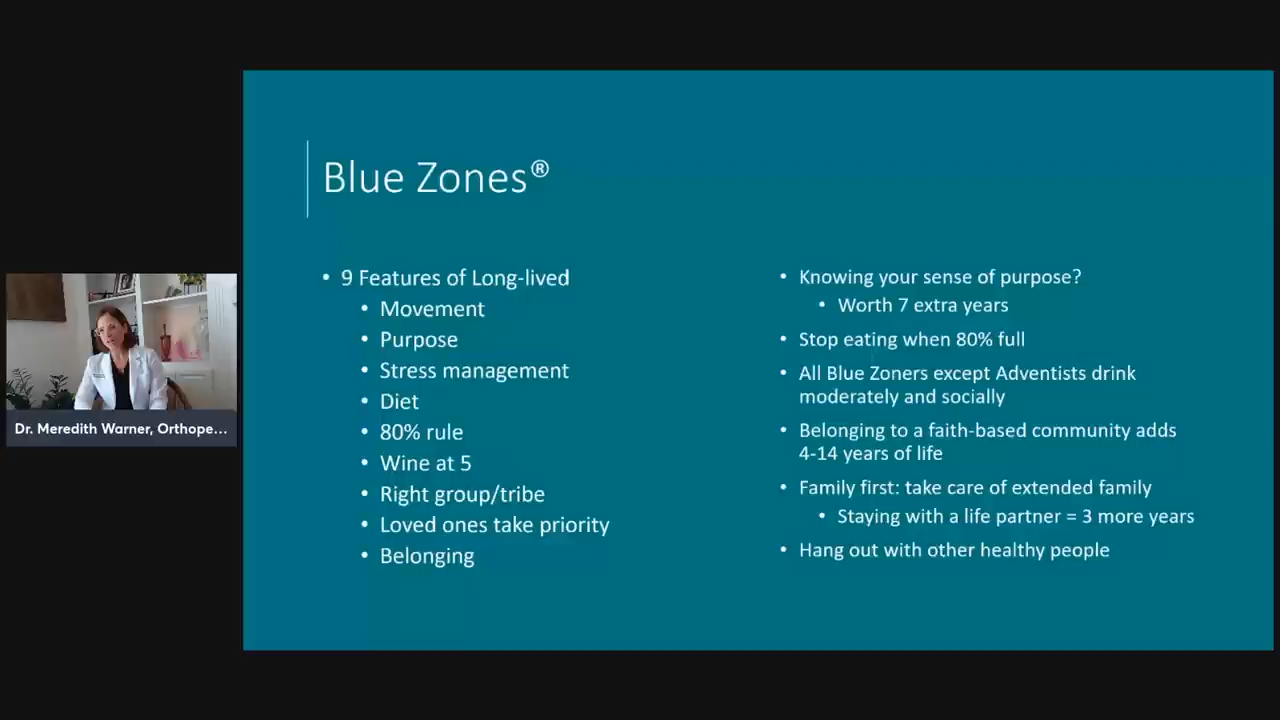 Blue Zones®
• 9 Features of Long-lived
• Movement
• Purpose
• Stress management
• Diet
• 80% rule
• Wine at 5
• Right group/tribe
• Loved ones take priority
• Belonging
• Knowing your sense of purpose?
• Worth 7 extra years
• Stop eating when 80% full
• All Blue Zoners except Adventists drink
moderately and socially
• Belonging to a faith-based community adds
4-14 years of life
• Family first: take care of extended family
• Staying with a life partner = 3 more years
• Hang out with other healthy people
Dr. Meredith Warner, Orthope...